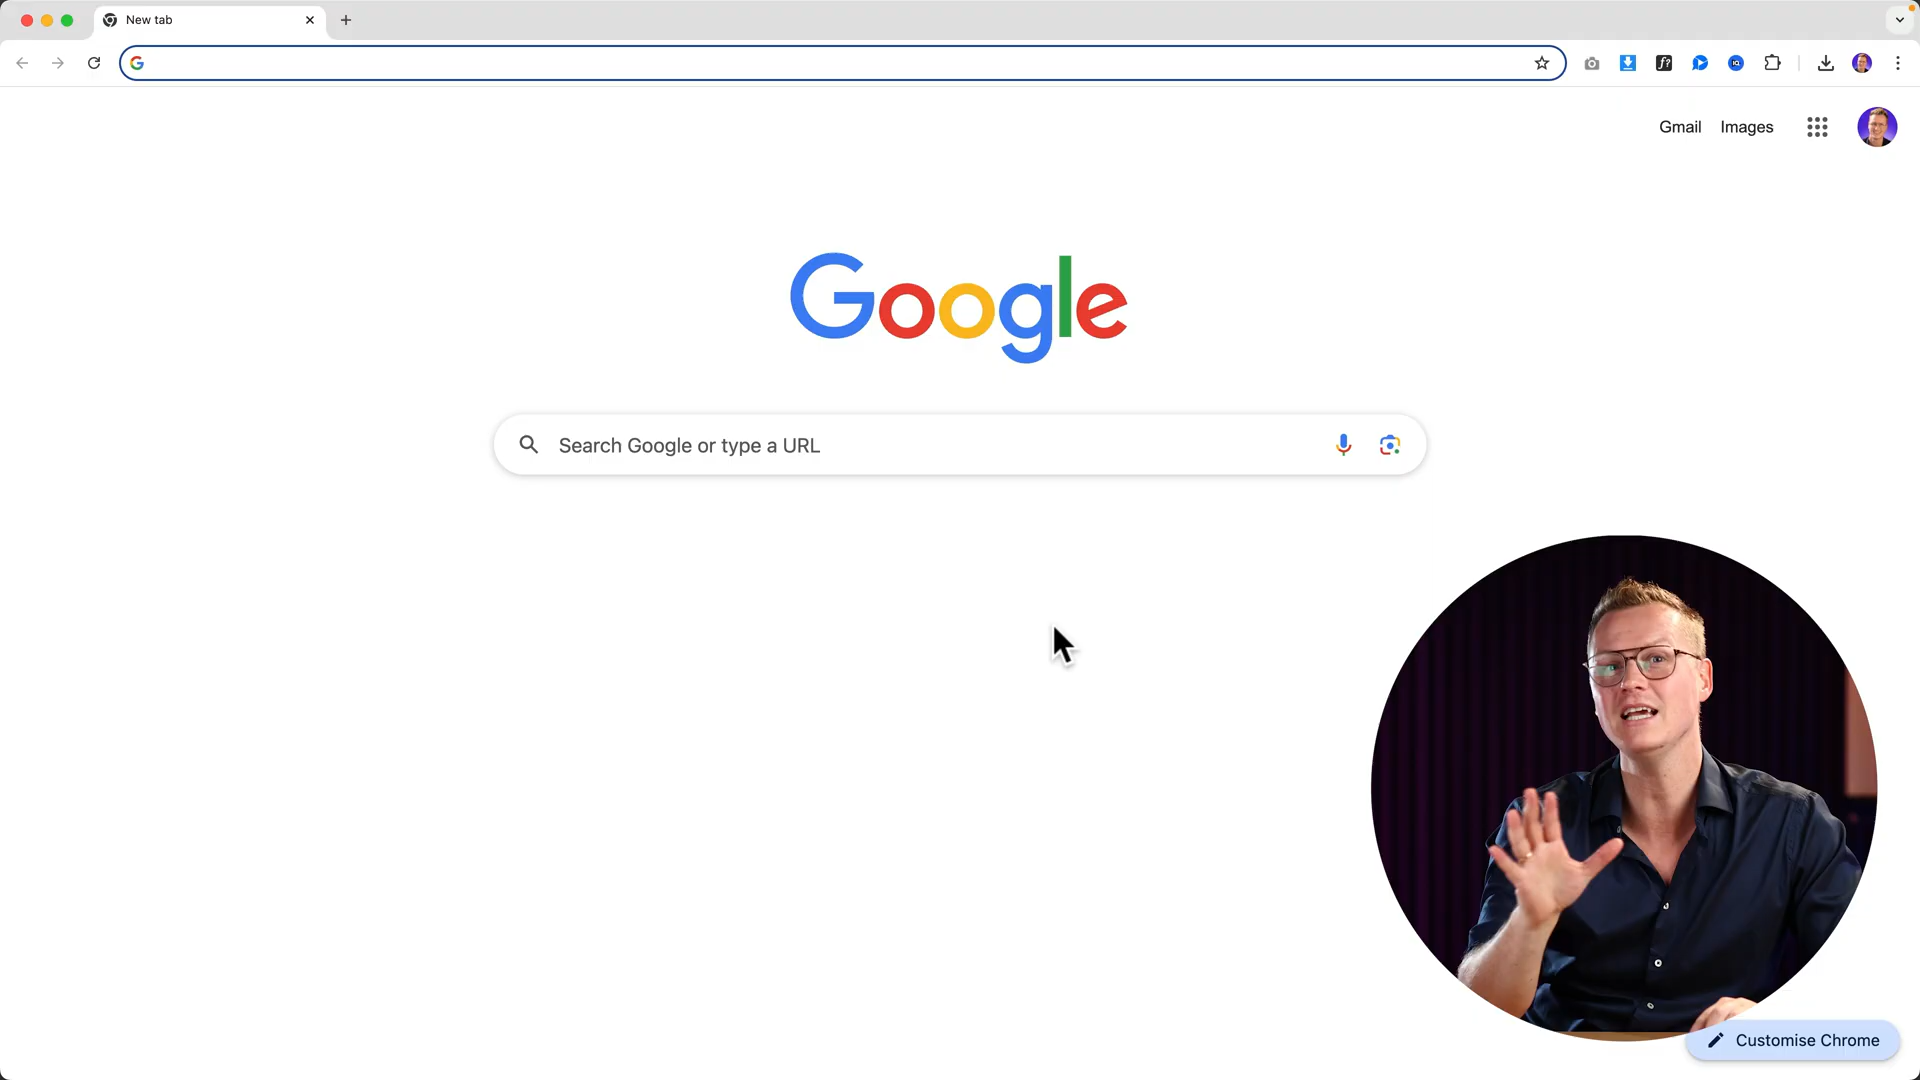 New tab
Gmail Images
Google
Search Google or type a URL
Customise Chrome